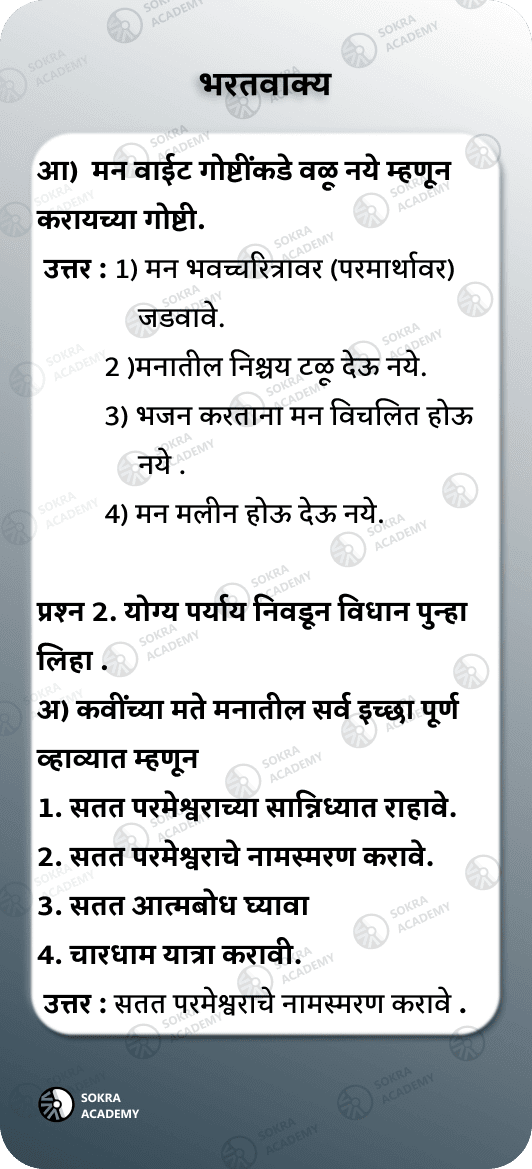 भरतवाक्य
आ) मन वाईट गोष्टींकडे वळू नये म्हणून
करायच्या गोष्टी.
उत्तर : 1) मन भवच्चरित्रावर (परमार्थावर)
जडवावे.
2 )मनातील निश्चय टळू देऊ नये.
3) भजन करताना मन विचलित होऊ
नये .
4) मन मलीन होऊ देऊ नये.
प्रश्न 2. योग्य पर्याय निवडून विधान पुन्हा
लिहा .
अ) कवींच्या मते मनातील सर्व इच्छा पूर्ण
व्हाव्यात म्हणून
1. सतत परमेश्वराच्या सान्निध्यात राहावे.
2. सतत परमेश्वराचे नामस्मरण करावे.
3. सतत आत्मबोध घ्यावा
4. चारधाम यात्रा करावी.
उत्तर : सतत परमेश्वराचे नामस्मरण करावे .
SOKRA
ACADEMY